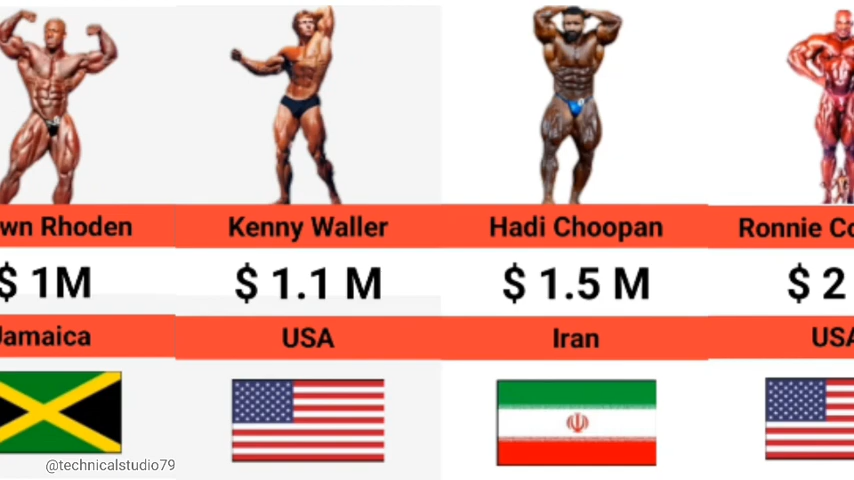 wn Rhoden
Kenny Waller
Hadi Choopan
Ronnie Co
$ 1M
$ 1.1 M
$ 1.5 M
$ 2
Jamaica
USA
Iran
USA
@technicalstudio79